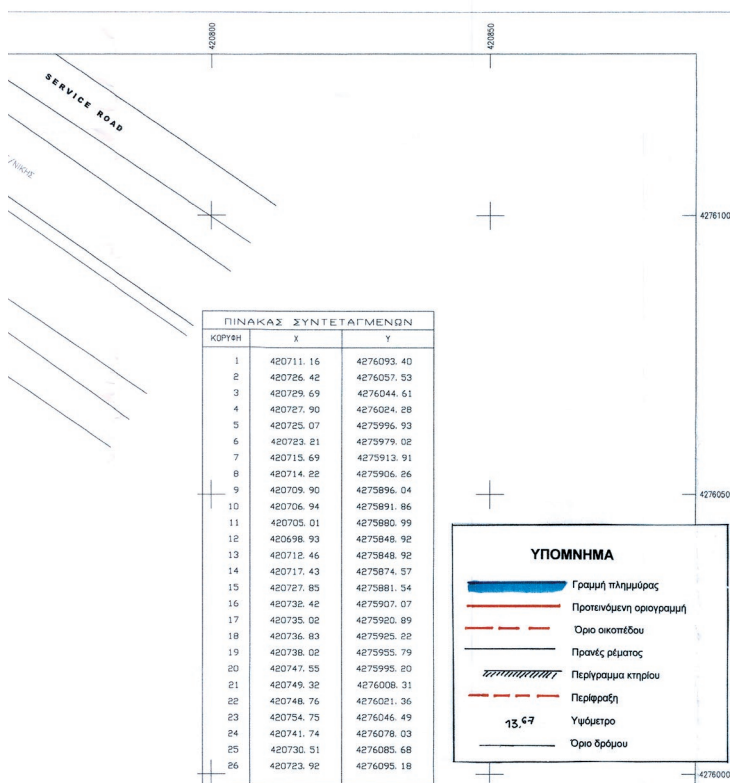 420800
420850
SERVICE ROAD
/ΝΙΚΗΣ
4276100
ΠΙΝΑΚΑΣ ΣΥΝΤΕΤΑΓΜΕΝΩΝ
ΚΟΡΥΦΗ X Y
1 420711.16 4276093.40
2 420726.42 4276057.53
3 420729.69 4276044.61
4 420727.90 4276024.28
5 420725.07 4275996.93
6 420723.21 4275979.02
7 420715.69 4275913.91
8 420714.22 4275906.26
9 420709.90 4275896.04
10 420706.94 4275891.86
11 420705.01 4275880.99
12 420698.93 4275848.92
13 420712.46 4275848.92
14 420717.43 4275874.57
15 420727.85 4275881.54
16 420732.42 4275907.07
17 420735.02 4275920.89
18 420736.83 4275925.22
19 420738.02 4275955.79
20 420747.55 4275995.20
21 420749.32 4276008.31
22 420748.76 4276021.36
23 420754.75 4276046.49
24 420741.74 4276078.03
25 420730.51 4276085.68
26 420723.92 4276095.18
4276050
ΥΠΟΜΝΗΜΑ
Γραμμή πλημμύρας
Προτεινόμενη οριογραμμή
Όριο οικοπέδου
Πρανές ρέματος
Περίγραμμα κτηρίου
Περίφραξη
13.67 Υψόμετρο
Όριο δρόμου
4276000